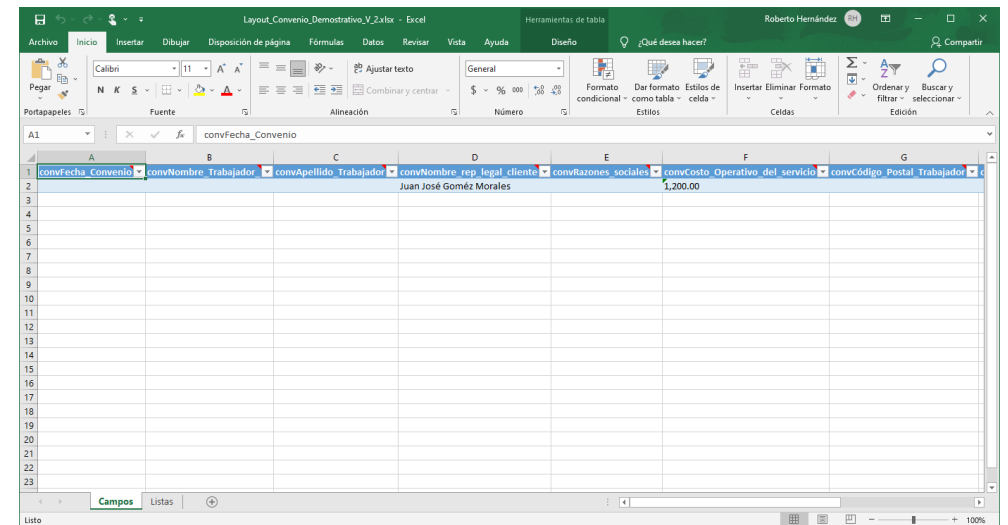 Layout_Convenio_Demostrativo_V_2.xlsx - Excel
Herramientas de tabla
Roberto Hernández
RH
Archivo Inicio Insertar Dibujar Disposición de página Fórmulas Datos Revisar Vista Ayuda Diseño ¿Qué desea hacer? Compartir
Pegar
Calibri 11 A A
N K S A
Ajustar texto
Combinar y centrar
General
$ % 000
Formato condicional
Dar formato como tabla
Estilos de celda
Insertar Eliminar Formato
Ordenar y filtrar
Buscar y seleccionar
Portapapeles Fuente Alineación Número Estilos Celdas Edición
A1 fx convFecha_Convenio
A B C D E F G
1 convFecha_Convenio convNombre_Trabajador_ convApellido_Trabajador convNombre_rep_legal_cliente convRazones_sociales convCosto_Operativo_del_servicio convCódigo_Postal_Trabajador c
2 Juan José Goméz Morales 1,200.00
3
4
5
6
7
8
9
10
11
12
13
14
15
16
17
18
19
20
21
22
23
Campos Listas
Listo 100%